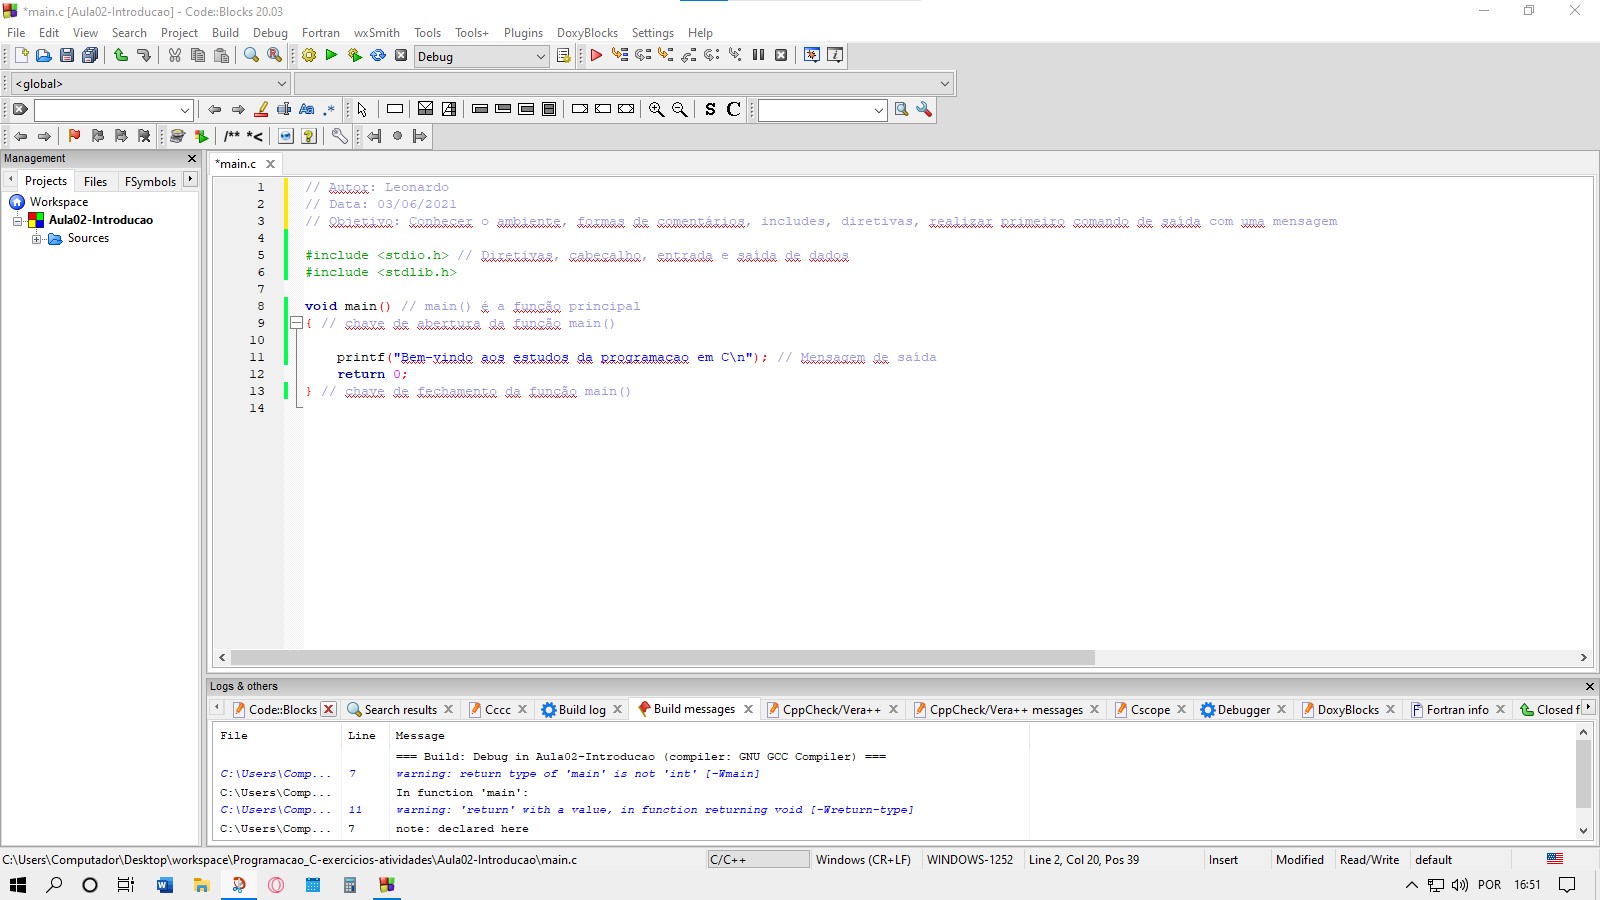 *main.c [Aula02-Introducao] - Code::Blocks 20.03
File Edit View Search Project Build Debug Fortran wxSmith Tools Tools+ Plugins DoxyBlocks Settings Help
Debug
<global>
S C
/** *<
Management
Projects Files FSymbols
Workspace
Aula02-Introducao
Sources
*main.c
1 // Autor: Leonardo
2 // Data: 03/06/2021
3 // Objetivo: Conhecer o ambiente, formas de comentários, includes, diretivas, realizar primeiro comando de saída com uma mensagem
4
5 #include <stdio.h> // Diretivas, cabeçalho, entrada e saída de dados
6 #include <stdlib.h>
7
8 void main() // main() é a função principal
9 { // chave de abertura da função main()
10
11 printf("Bem-vindo aos estudos da programacao em C\n"); // Mensagem de saída
12 return 0;
13 } // chave de fechamento da função main()
14
Logs & others
Code::Blocks Search results Cccc Build log Build messages CppCheck/Vera++ CppCheck/Vera++ messages Cscope Debugger DoxyBlocks Fortran info Closed f
File Line Message
=== Build: Debug in Aula02-Introducao (compiler: GNU GCC Compiler) ===
C:\Users\Comp... 7 warning: return type of 'main' is not 'int' [-Wmain]
C:\Users\Comp... In function 'main':
C:\Users\Comp... 11 warning: 'return' with a value, in function returning void [-Wreturn-type]
C:\Users\Comp... 7 note: declared here
C:\Users\Computador\Desktop\workspace\Programacao_C-exercicios-atividades\Aula02-Introducao\main.c C/C++ Windows (CR+LF) WINDOWS-1252 Line 2, Col 20, Pos 39 Insert Modified Read/Write default
POR 16:51